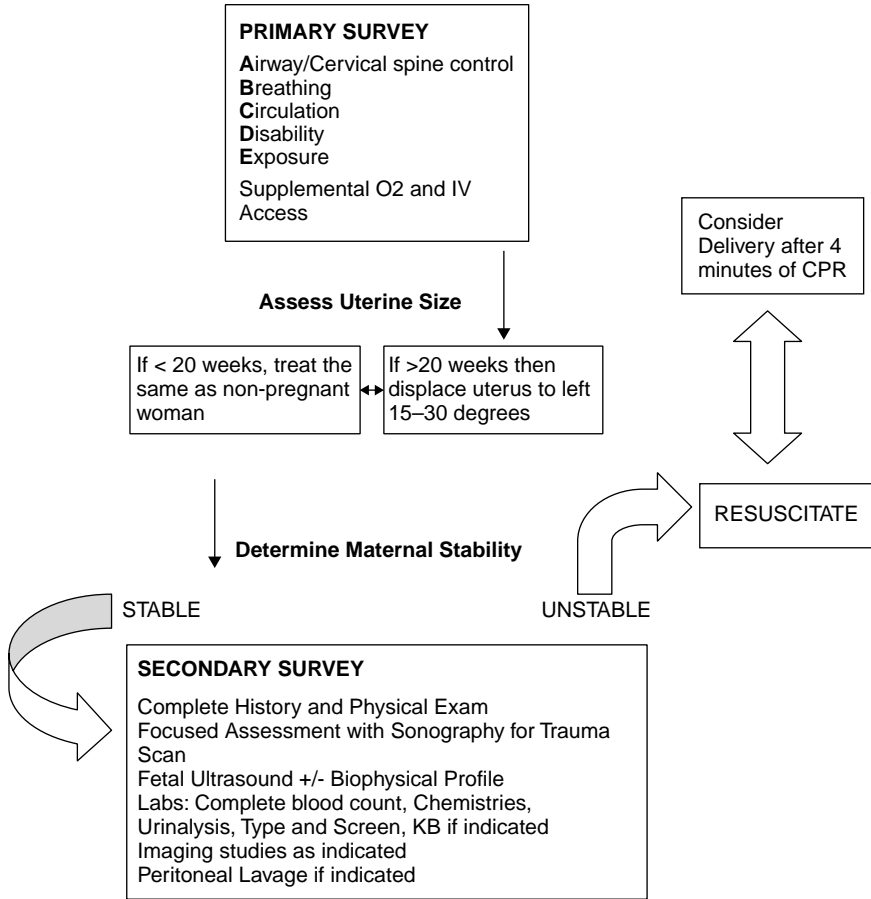 PRIMARY SURVEY
Airway/Cervical spine control
Breathing
Circulation
Disability
Exposure
Supplemental O2 and IV
Access
Consider
Delivery after 4
minutes of CPR
Assess Uterine Size
If < 20 weeks, treat the
same as non-pregnant
woman
If >20 weeks then
displace uterus to left
15–30 degrees
RESUSCITATE
Determine Maternal Stability
STABLE
UNSTABLE
SECONDARY SURVEY
Complete History and Physical Exam
Focused Assessment with Sonography for Trauma
Scan
Fetal Ultrasound +/- Biophysical Profile
Labs: Complete blood count, Chemistries,
Urinalysis, Type and Screen, KB if indicated
Imaging studies as indicated
Peritoneal Lavage if indicated